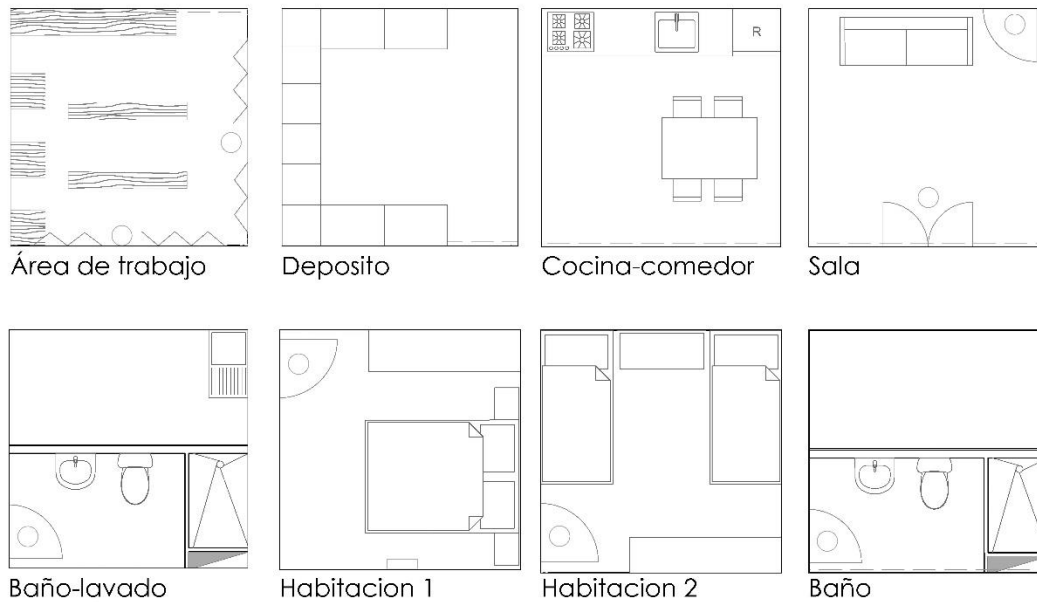 R
Área de trabajo
Deposito
Cocina-comedor
Sala
Baño-lavado
Habitacion 1
Habitacion 2
Baño